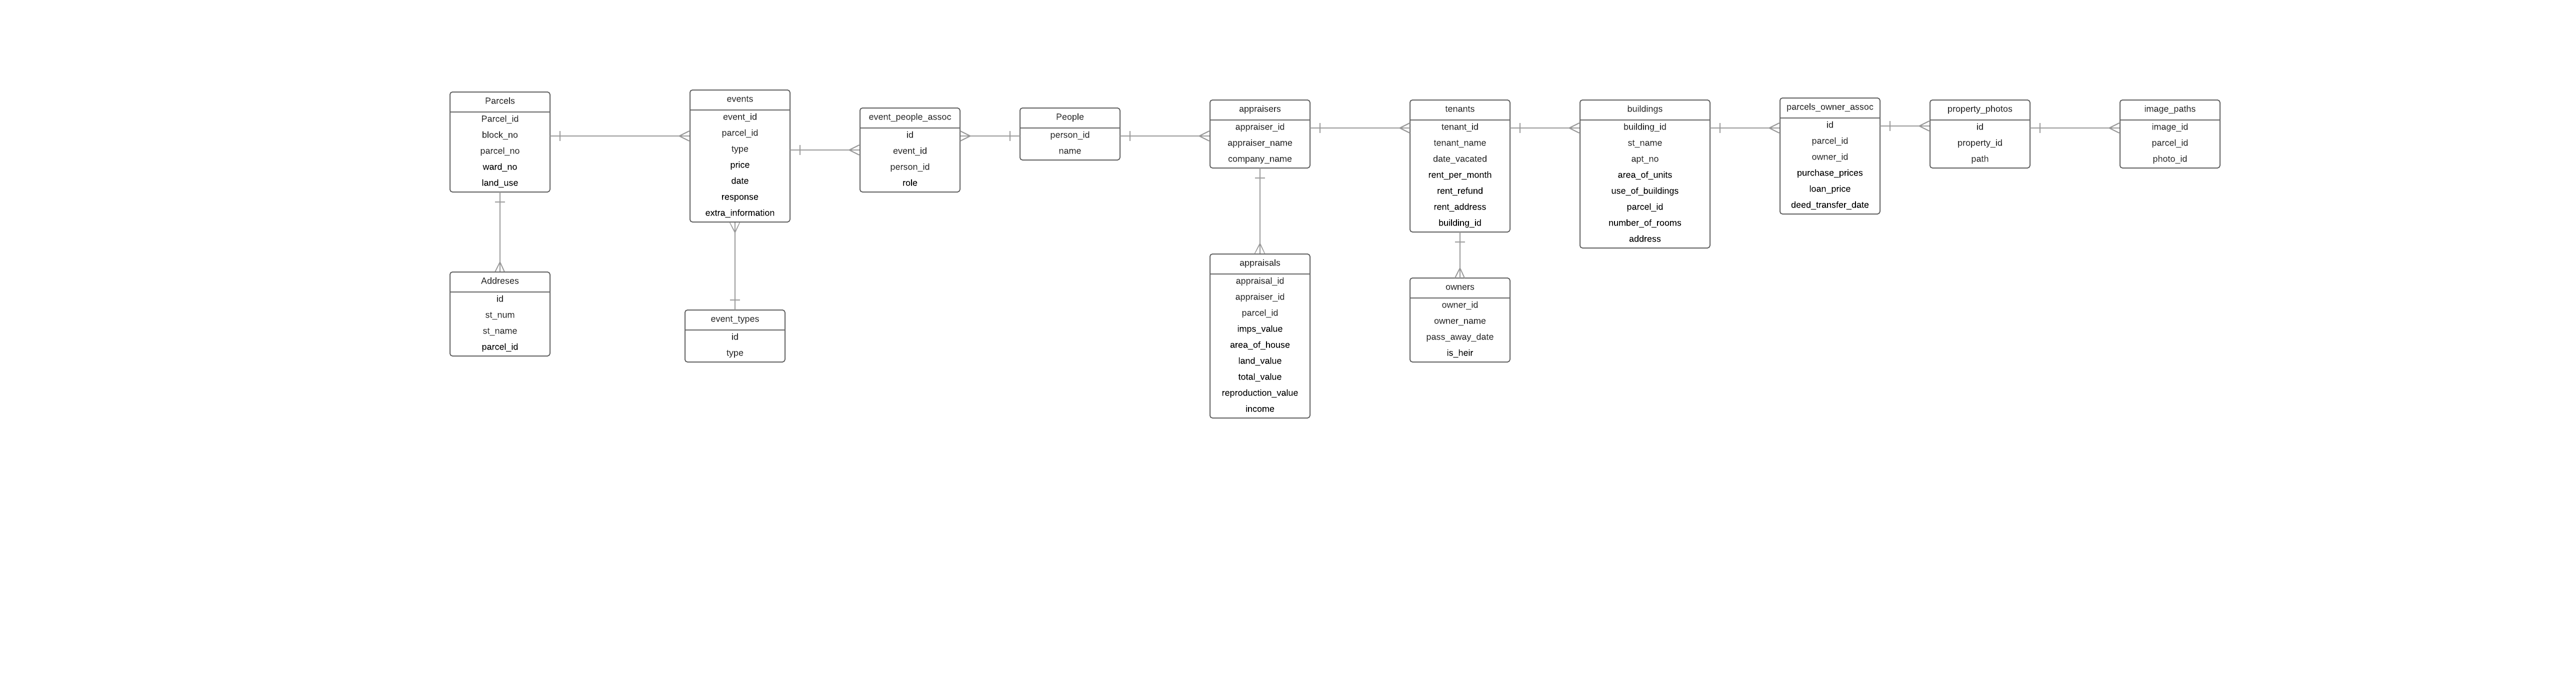 Parcels
Parcel_id
block_no
parcel_no
ward_no
land_use
Addreses
id
st_num
st_name
parcel_id
events
event_id
parcel_id
type
price
date
response
extra_information
event_types
id
type
event_people_assoc
id
event_id
person_id
role
People
person_id
name
appraisers
appraiser_id
appraiser_name
company_name
appraisals
appraisal_id
appraiser_id
parcel_id
imps_value
area_of_house
land_value
total_value
reproduction_value
income
tenants
tenant_id
tenant_name
date_vacated
rent_per_month
rent_refund
rent_address
building_id
owners
owner_id
owner_name
pass_away_date
is_heir
buildings
building_id
st_name
apt_no
area_of_units
use_of_buildings
parcel_id
number_of_rooms
address
parcels_owner_assoc
id
parcel_id
owner_id
purchase_prices
loan_price
deed_transfer_date
property_photos
id
property_id
path
image_paths
image_id
parcel_id
photo_id